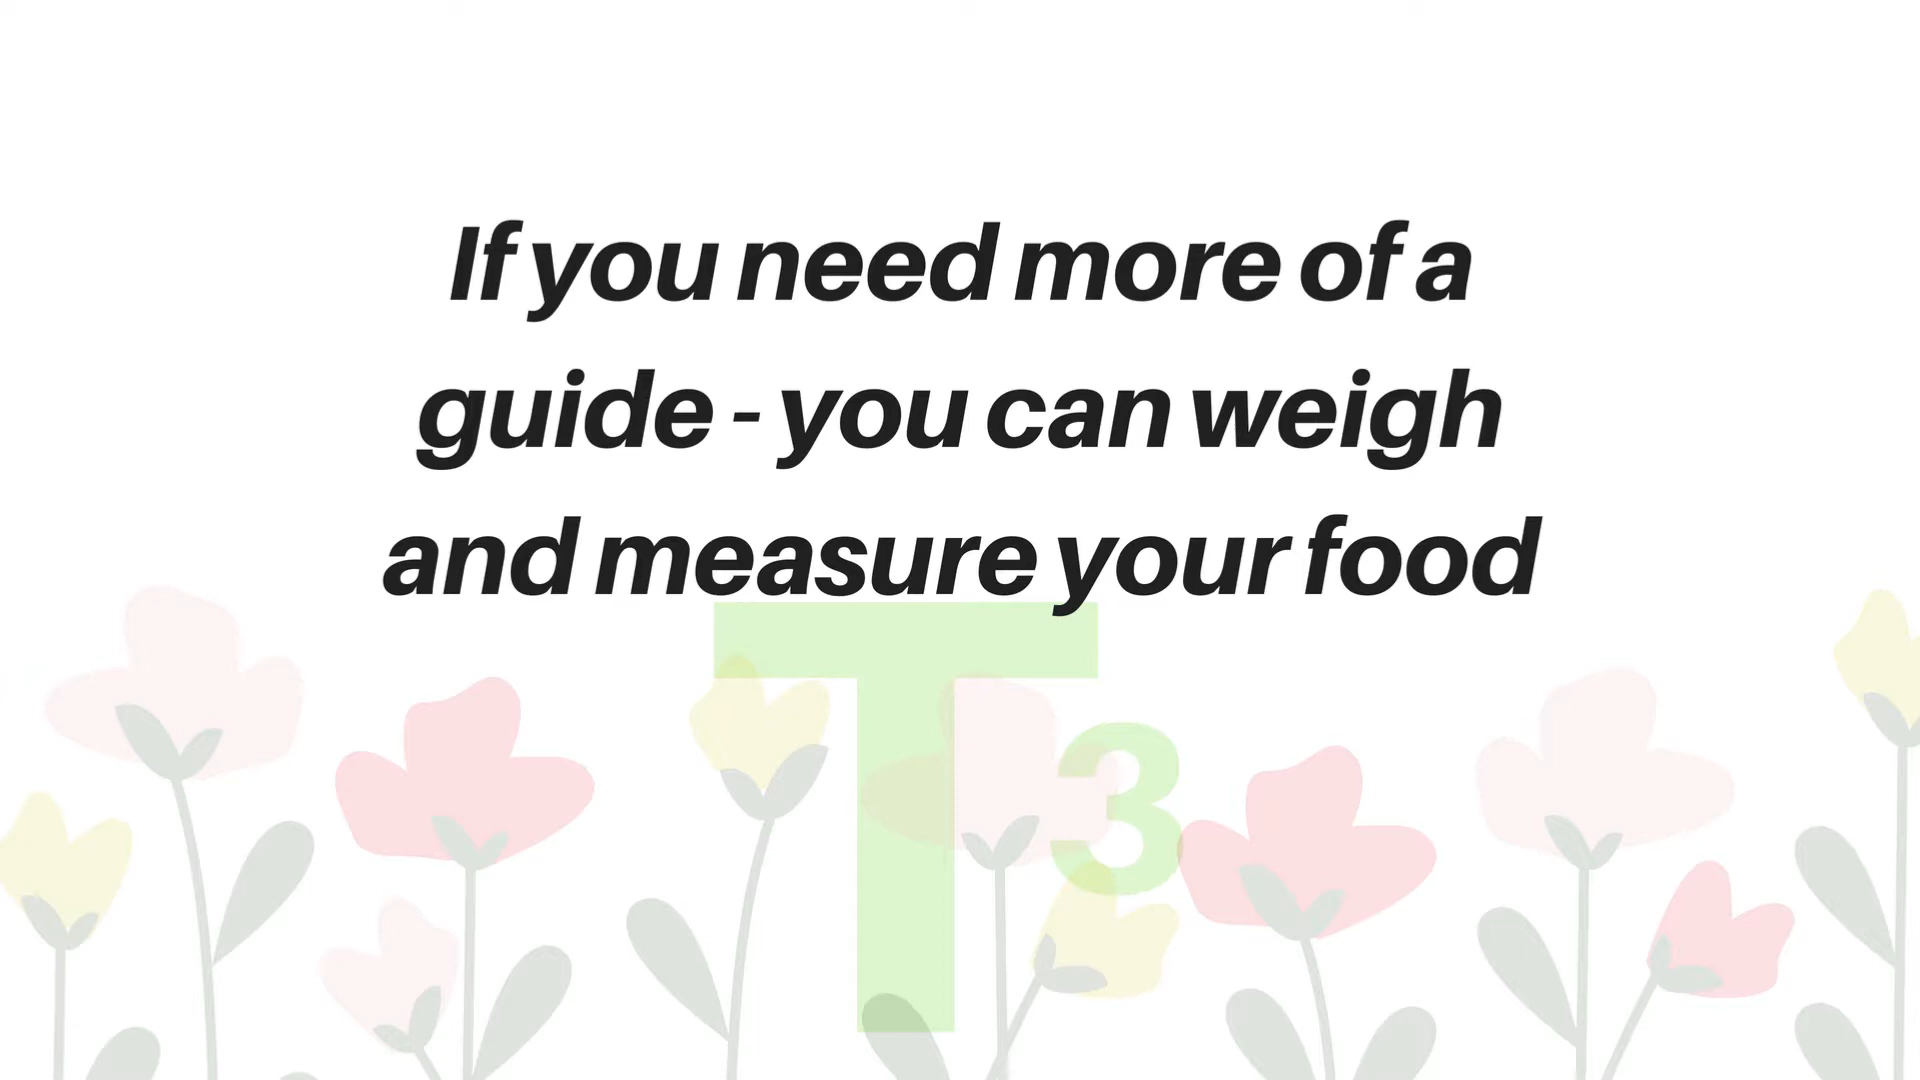 If you need more of a
guide - you can weigh
and measure your food
T3